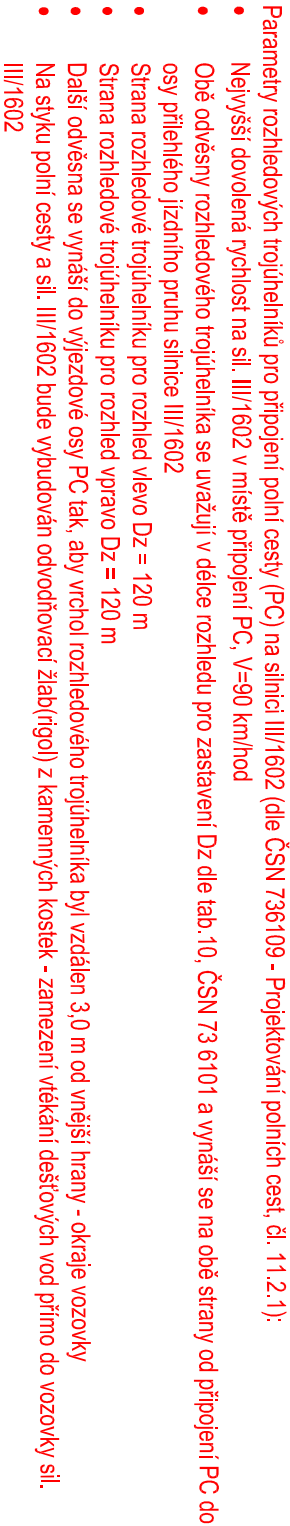 Parametry rozhledových trojúhelníků pro připojení polní cesty (PC) na silnici III/1602 (dle ČSN 736109 - Projektování polních cest, čl. 11.2.1):
• Nejvyšší dovolená rychlost na sil. III/1602 v místě připojení PC, V=90 km/hod
• Obě odvěsny rozhledového trojúhelníka se uvažují v délce rozhledu pro zastavení Dz dle tab.10, ČSN 73 6101 a vynáší se na obě strany od připojení PC do
osy přilehlého jízdního pruhu silnice III/1602
• Strana rozhledové trojúhelníku pro rozhled vlevo Dz = 120 m
• Strana rozhledové trojúhelníku pro rozhled vpravo Dz = 120 m
• Další odvěsna se vynáší do výjezdové osy PC tak, aby vrchol rozhledového trojúhelníka byl vzdálen 3,0 m od vnější hrany - okraje vozovky
• Na styku polní cesty a sil. III/1602 bude vybudován odvodňovací žlab(rigol) z kamenných kostek - zamezení vtékání dešťových vod přímo do vozovky sil.
III/1602